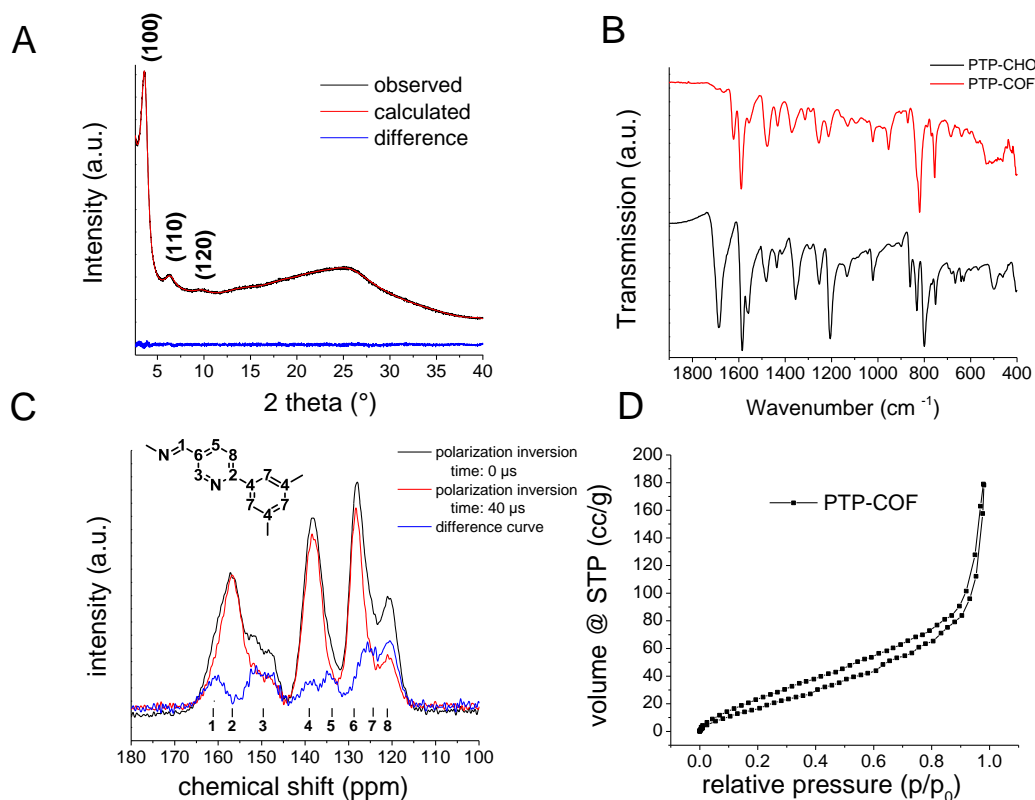 A
(100)
(110)
(120)
observed
calculated
difference
Intensity (a.u.)
5 10 15 20 25 30 35 40
2 theta (°)
B
PTP-CHO
PTP-COF
Transmission (a.u.)
1800 1600 1400 1200 1000 800 600 400
Wavenumber (cm -1)
C
polarization inversion
time: 0 µs
polarization inversion
time: 40 µs
difference curve
N 1 5
6 8
3 N 2 4 7 4
7 7
4
intensity (a.u.)
1 2 3 4 5 6 7 8
180 170 160 150 140 130 120 110 100
chemical shift (ppm)
D
PTP-COF
volume @ STP (cc/g)
200
180
160
140
120
100
80
60
40
20
0
0.0 0.2 0.4 0.6 0.8 1.0
relative pressure (p/p0)